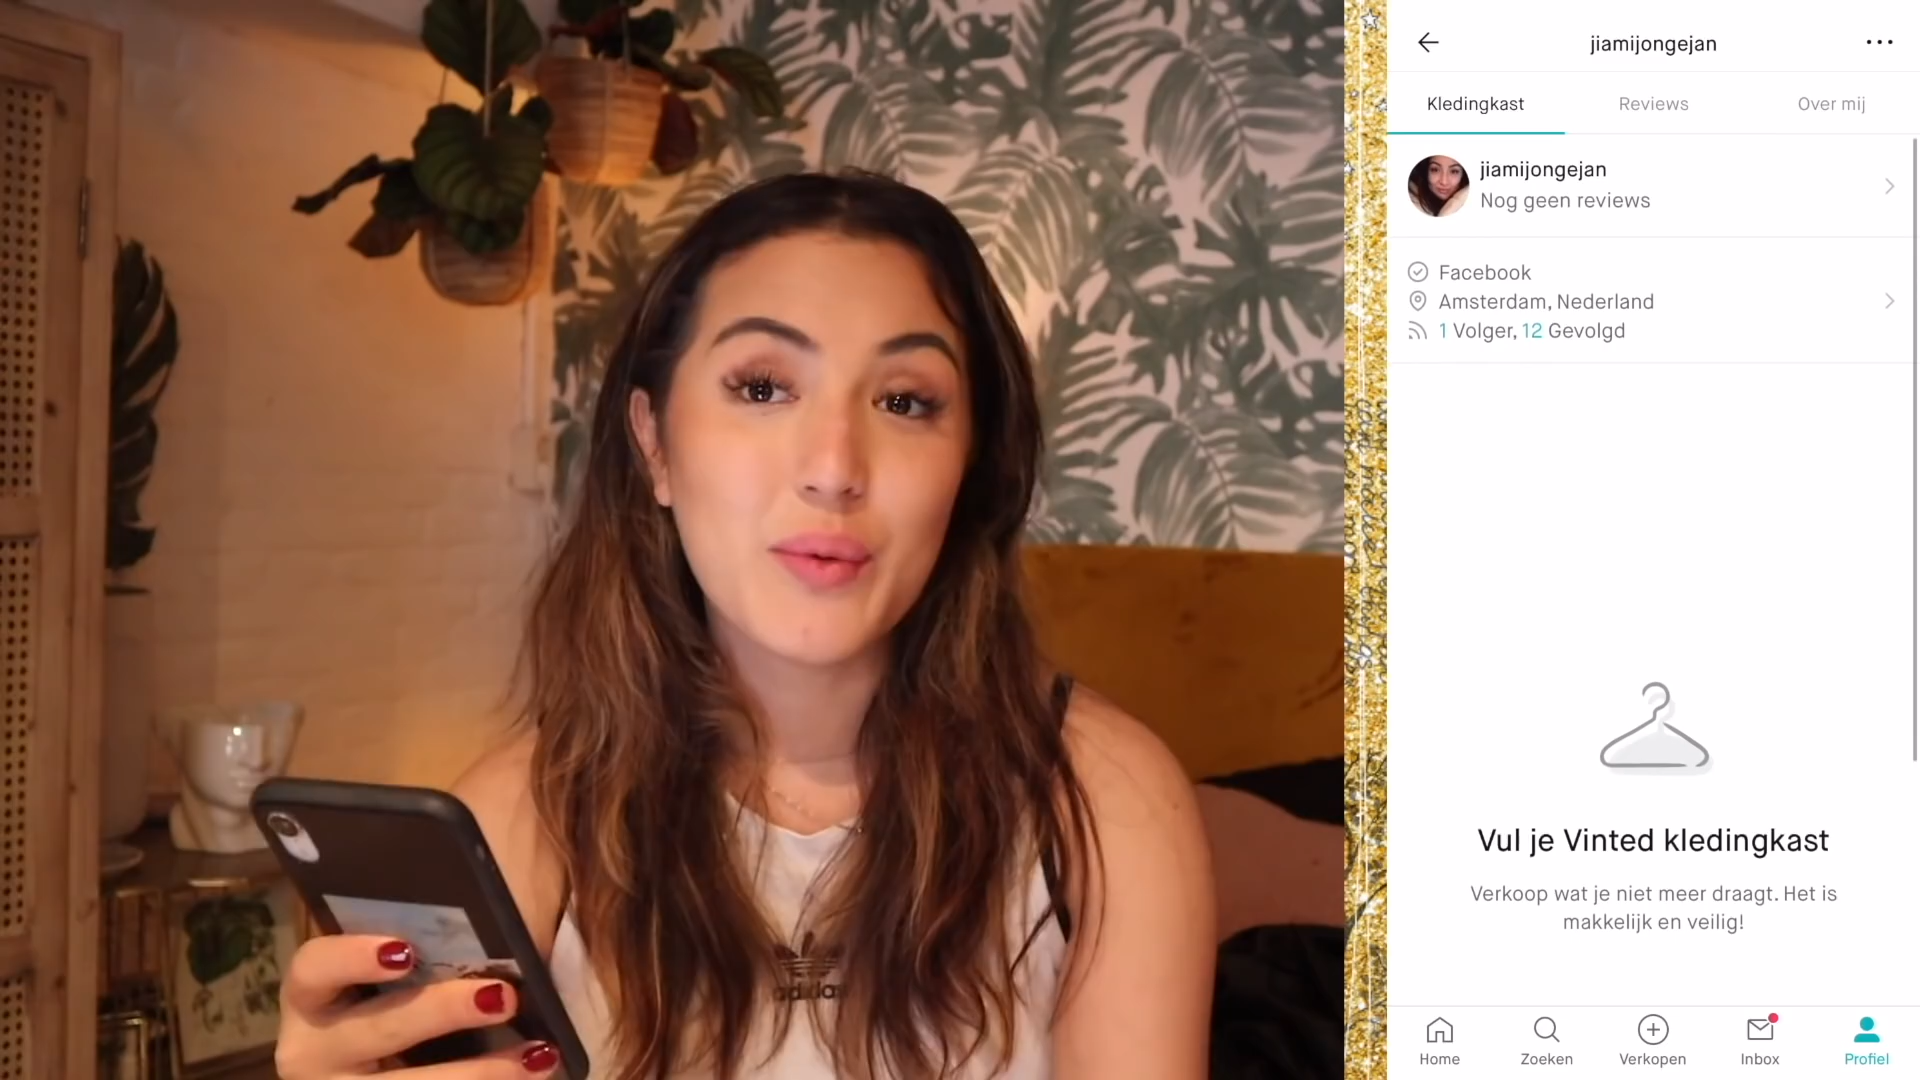 jiamijongejan
Kledingkast
Reviews
Over mij
jiamijongejan
Nog geen reviews
Facebook
Amsterdam, Nederland
1 Volger, 12 Gevolgd
Vul je Vinted kledingkast
Verkoop wat je niet meer draagt. Het is
makkelijk en veilig!
Home
Zoeken
Verkopen
Inbox
Profiel
adidas